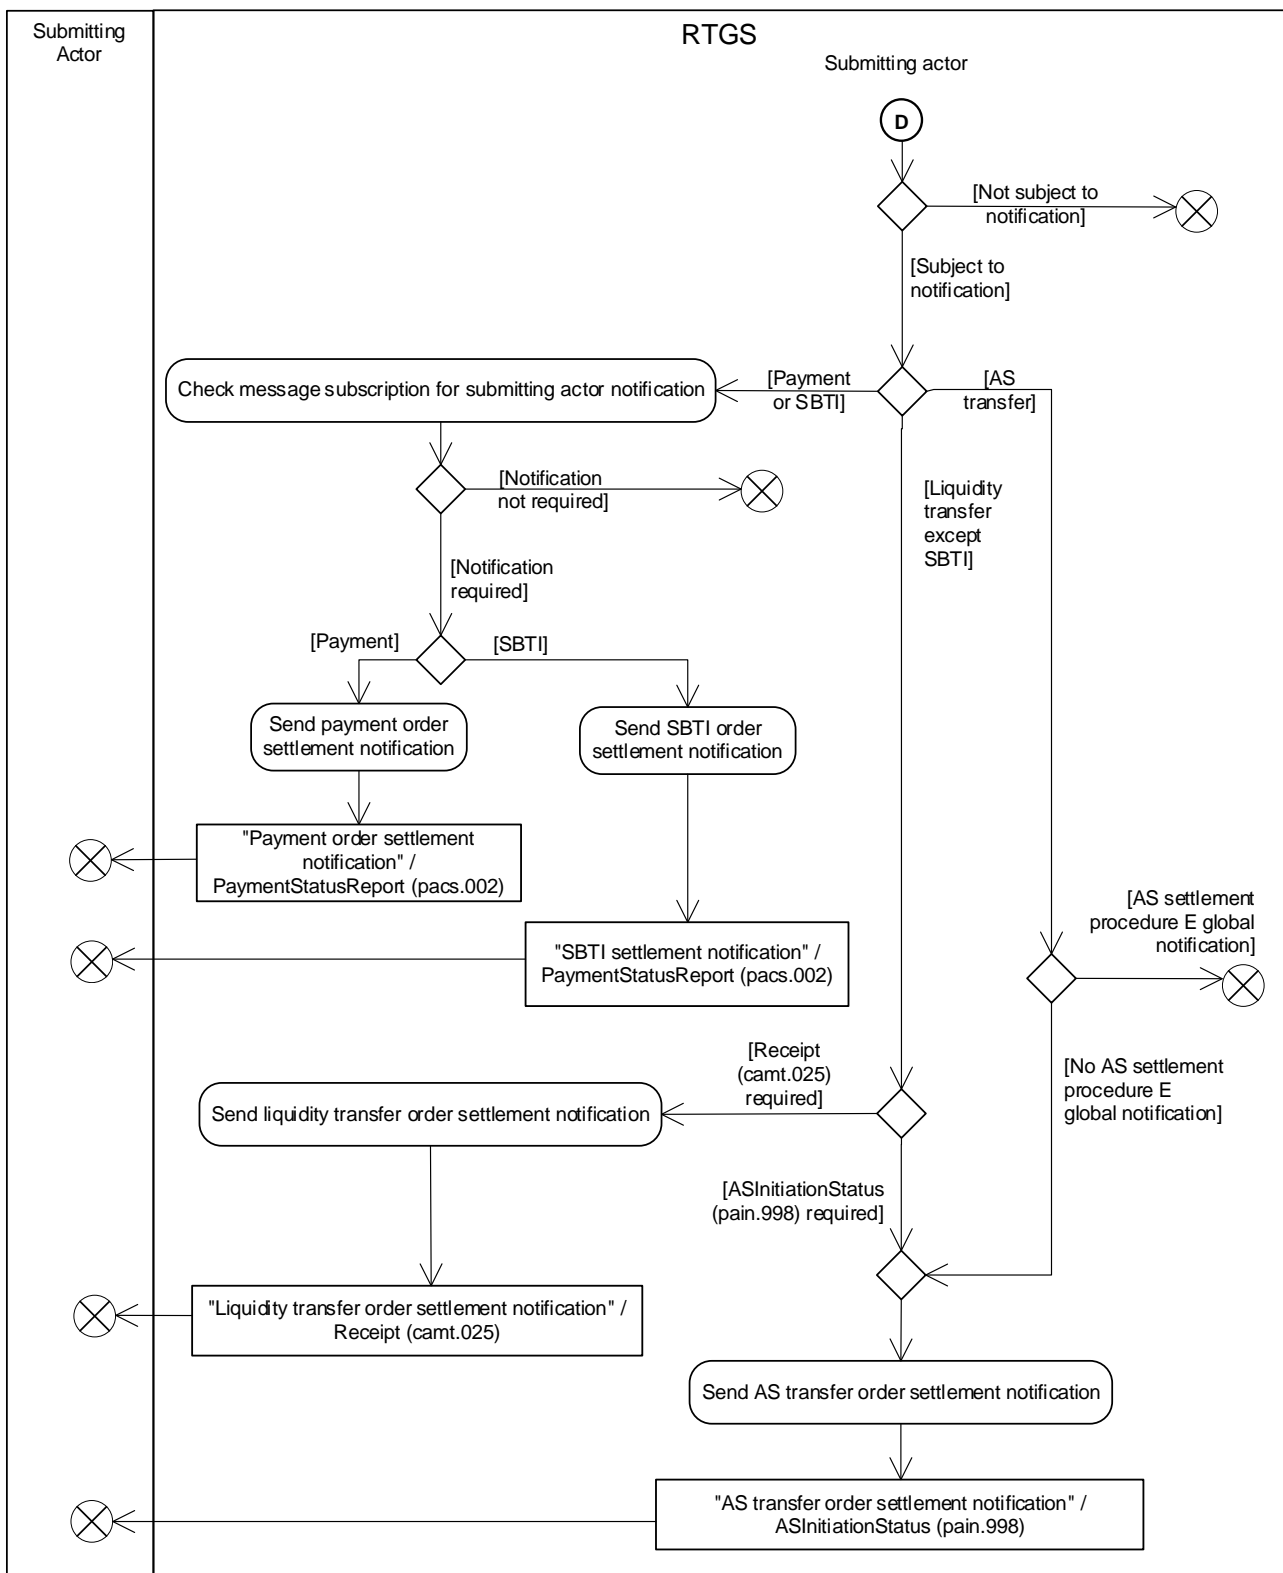 Submitting
Actor
RTGS
Submitting actor
D
[Not subject to
notification]
[Subject to
notification]
Check message subscription for submitting actor notification
[Payment
or SBTI]
[AS
transfer]
[Notification
not required]
[Liquidity
transfer
except
SBTI]
[Notification
required]
[Payment]
[SBTI]
Send payment order
settlement notification
Send SBTI order
settlement notification
"Payment order settlement
notification" /
PaymentStatusReport (pacs.002)
[AS settlement
procedure E global
notification]
"SBTI settlement notification" /
PaymentStatusReport (pacs.002)
[Receipt
(camt.025)
required]
[No AS settlement
procedure E
global notification]
Send liquidity transfer order settlement notification
[ASInitiationStatus
(pain.998) required]
"Liquidity transfer order settlement notification" /
Receipt (camt.025)
Send AS transfer order settlement notification
"AS transfer order settlement notification" /
ASInitiationStatus (pain.998)